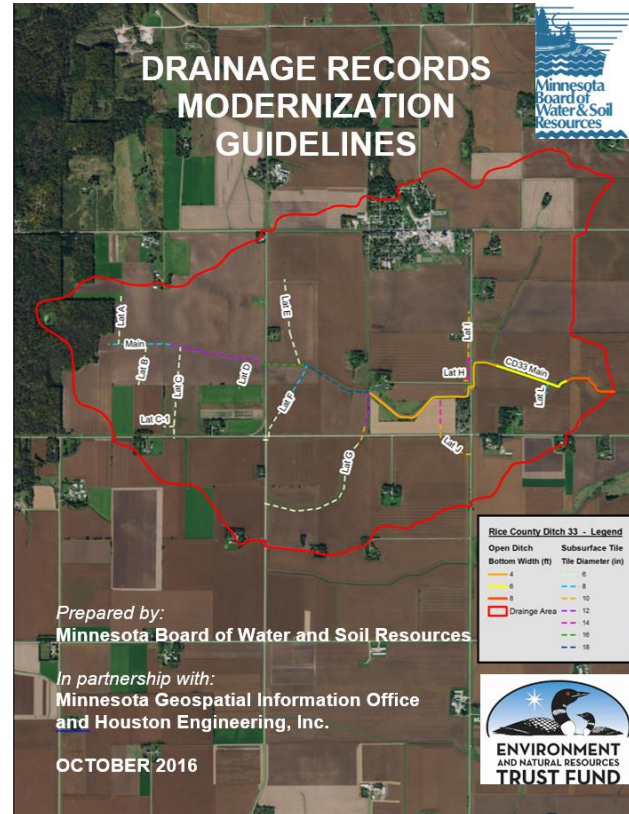 DRAINAGE RECORDS
MODERNIZATION
GUIDELINES
Minnesota
Board of
Water & Soil
Resources
Lat A
Main
Lat B
Lat C
Lat C-1
Lat D
Lat E
Lat F
Lat G
Lat H
Lat I
Lat J
CD33 Main
Lat L
Rice County Ditch 33 - Legend
Open Ditch Subsurface Tile
Bottom Width (ft) Tile Diameter (in)
4 6
6 8
8 10
Drainge Area 12
14
16
18
Prepared by:
Minnesota Board of Water and Soil Resources
In partnership with:
Minnesota Geospatial Information Office
and Houston Engineering, Inc.
OCTOBER 2016
ENVIRONMENT
AND NATURAL RESOURCES
TRUST FUND